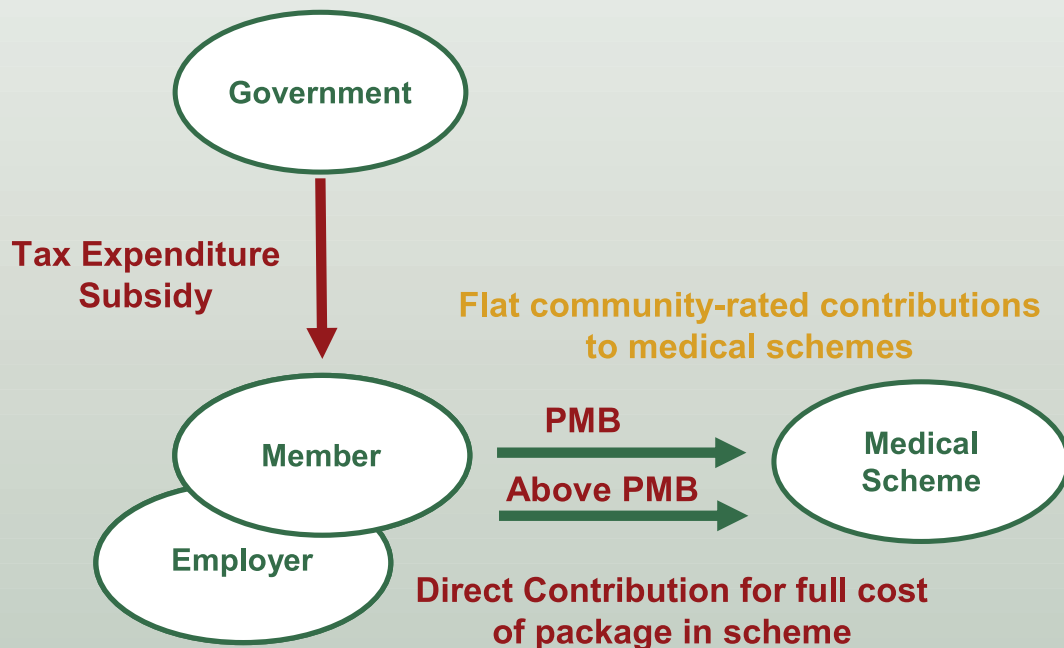 Government
Tax Expenditure
Subsidy
Flat community-rated contributions
to medical schemes
PMB
Member
Medical
Scheme
Above PMB
Employer
Direct Contribution for full cost
of package in scheme